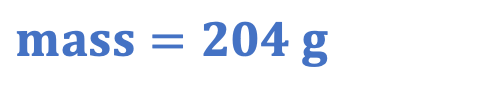 mass = 204 g